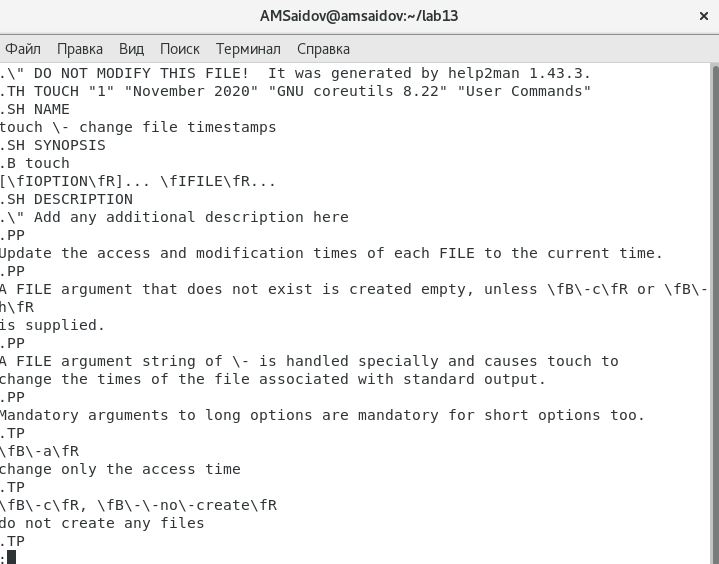 AMSaidov@amsaidov:~/lab13
Файл Правка Вид Поиск Терминал Справка
.\" DO NOT MODIFY THIS FILE!  It was generated by help2man 1.43.3.
.TH TOUCH "1" "November 2020" "GNU coreutils 8.22" "User Commands"
.SH NAME
touch \- change file timestamps
.SH SYNOPSIS
.B touch
[\fIOPTION\fR]... \fIFILE\fR...
.SH DESCRIPTION
.\" Add any additional description here
.PP
Update the access and modification times of each FILE to the current time.
.PP
A FILE argument that does not exist is created empty, unless \fB\-c\fR or \fB\-
h\fR
is supplied.
.PP
A FILE argument string of \- is handled specially and causes touch to
change the times of the file associated with standard output.
.PP
Mandatory arguments to long options are mandatory for short options too.
.TP
\fB\-a\fR
change only the access time
.TP
\fB\-c\fR, \fB\-\-no\-create\fR
do not create any files
.TP
: